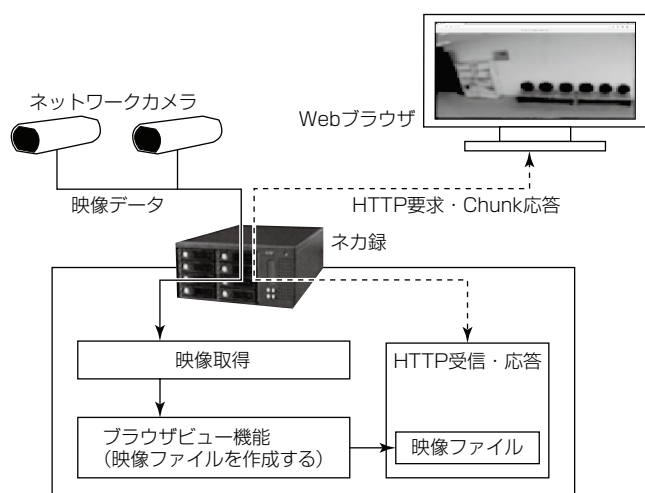 ネットワークカメラ
Webブラウザ
映像データ
HTTP要求・Chunk応答
ネカ録
映像取得
HTTP受信・応答
ブラウザビュー機能
（映像ファイルを作成する）
映像ファイル